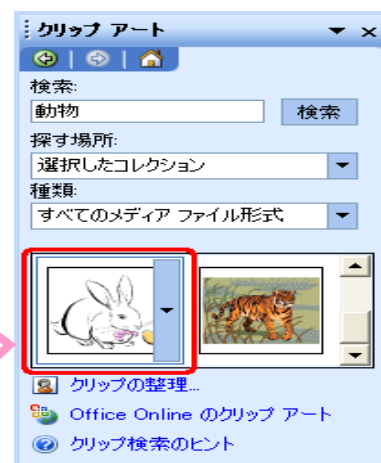 クリップ アート
検索:
動物 検索
探す場所:
選択したコレクション
種類:
すべてのメディア ファイル形式
クリップの整理...
Office Online のクリップ アート
クリップ検索のヒント